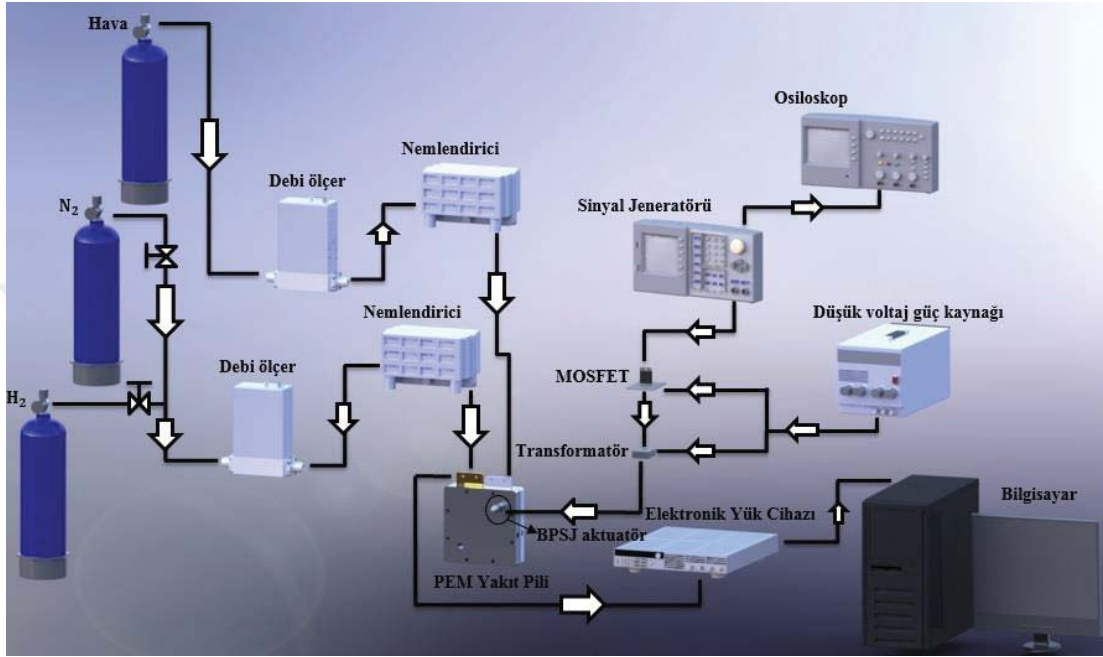 Hava
Osiloskop
Nemlendirici
Debi ölçer
N₂
Sinyal Jeneratörü
Nemlendirici
Düşük voltaj güç kaynağı
Debi ölçer
MOSFET
H₂
Transformatör
Bilgisayar
Elektronik Yük Cihazı
BPSJ aktuatör
PEM Yakıt Pili